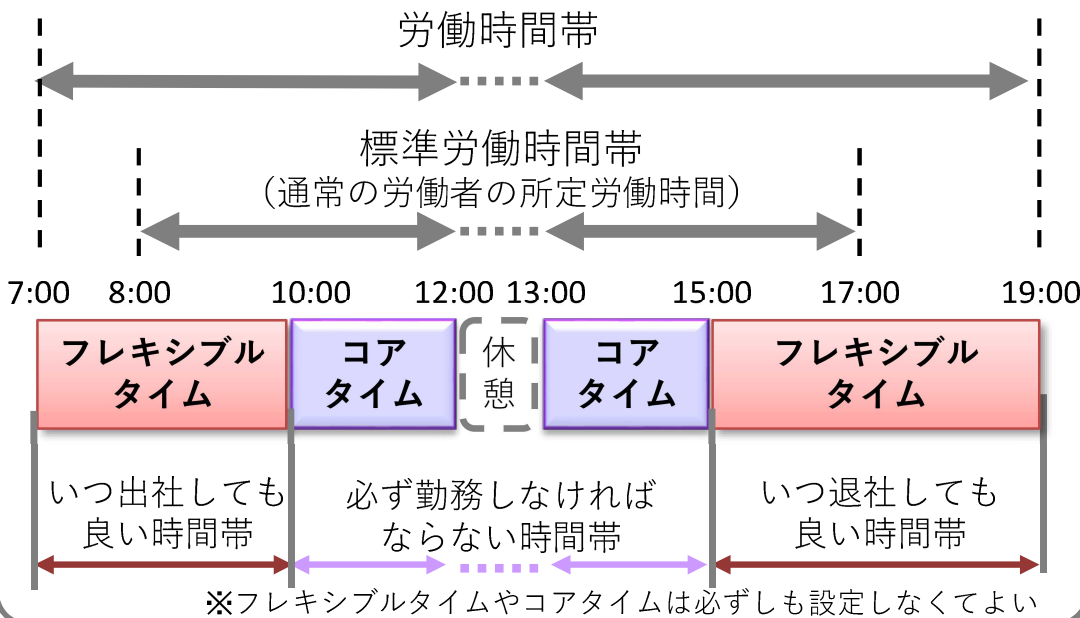 労働時間帯
標準労働時間帯
（通常の労働者の所定労働時間）
7:00 8:00 10:00 12:00 13:00 15:00 17:00 19:00
フレキシブル
タイム
コア
タイム
休
憩
コア
タイム
フレキシブル
タイム
いつ出社しても
良い時間帯
必ず勤務しなければ
ならない時間帯
いつ退社しても
良い時間帯
※フレキシブルタイムやコアタイムは必ずしも設定しなくてよい